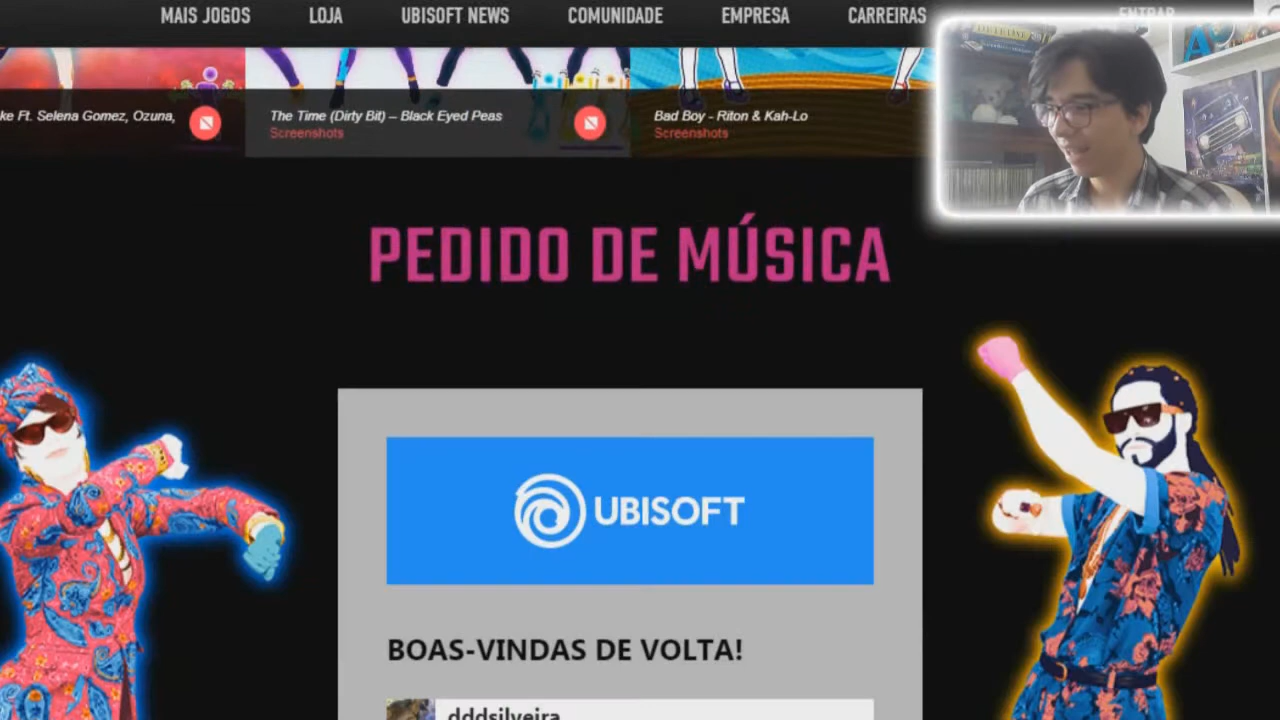 MAIS JOGOS LOJA UBISOFT NEWS COMUNIDADE EMPRESA CARREIRAS ENTRAR
ke Ft. Selena Gomez, Ozuna,
The Time (Dirty Bit) – Black Eyed Peas
Screenshots
Bad Boy - Riton & Kah-Lo
Screenshots
PEDIDO DE MÚSICA
UBISOFT
BOAS-VINDAS DE VOLTA!
dddsilveira